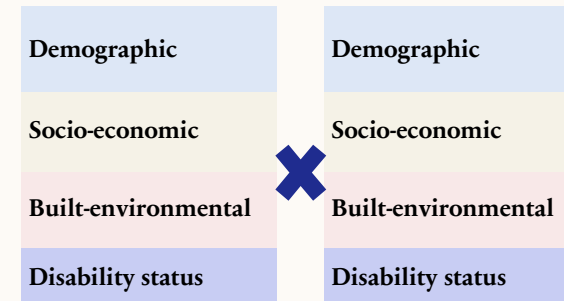 Demographic
Socio-economic
Built-environmental
Disability status
Demographic
Socio-economic
Built-environmental
Disability status